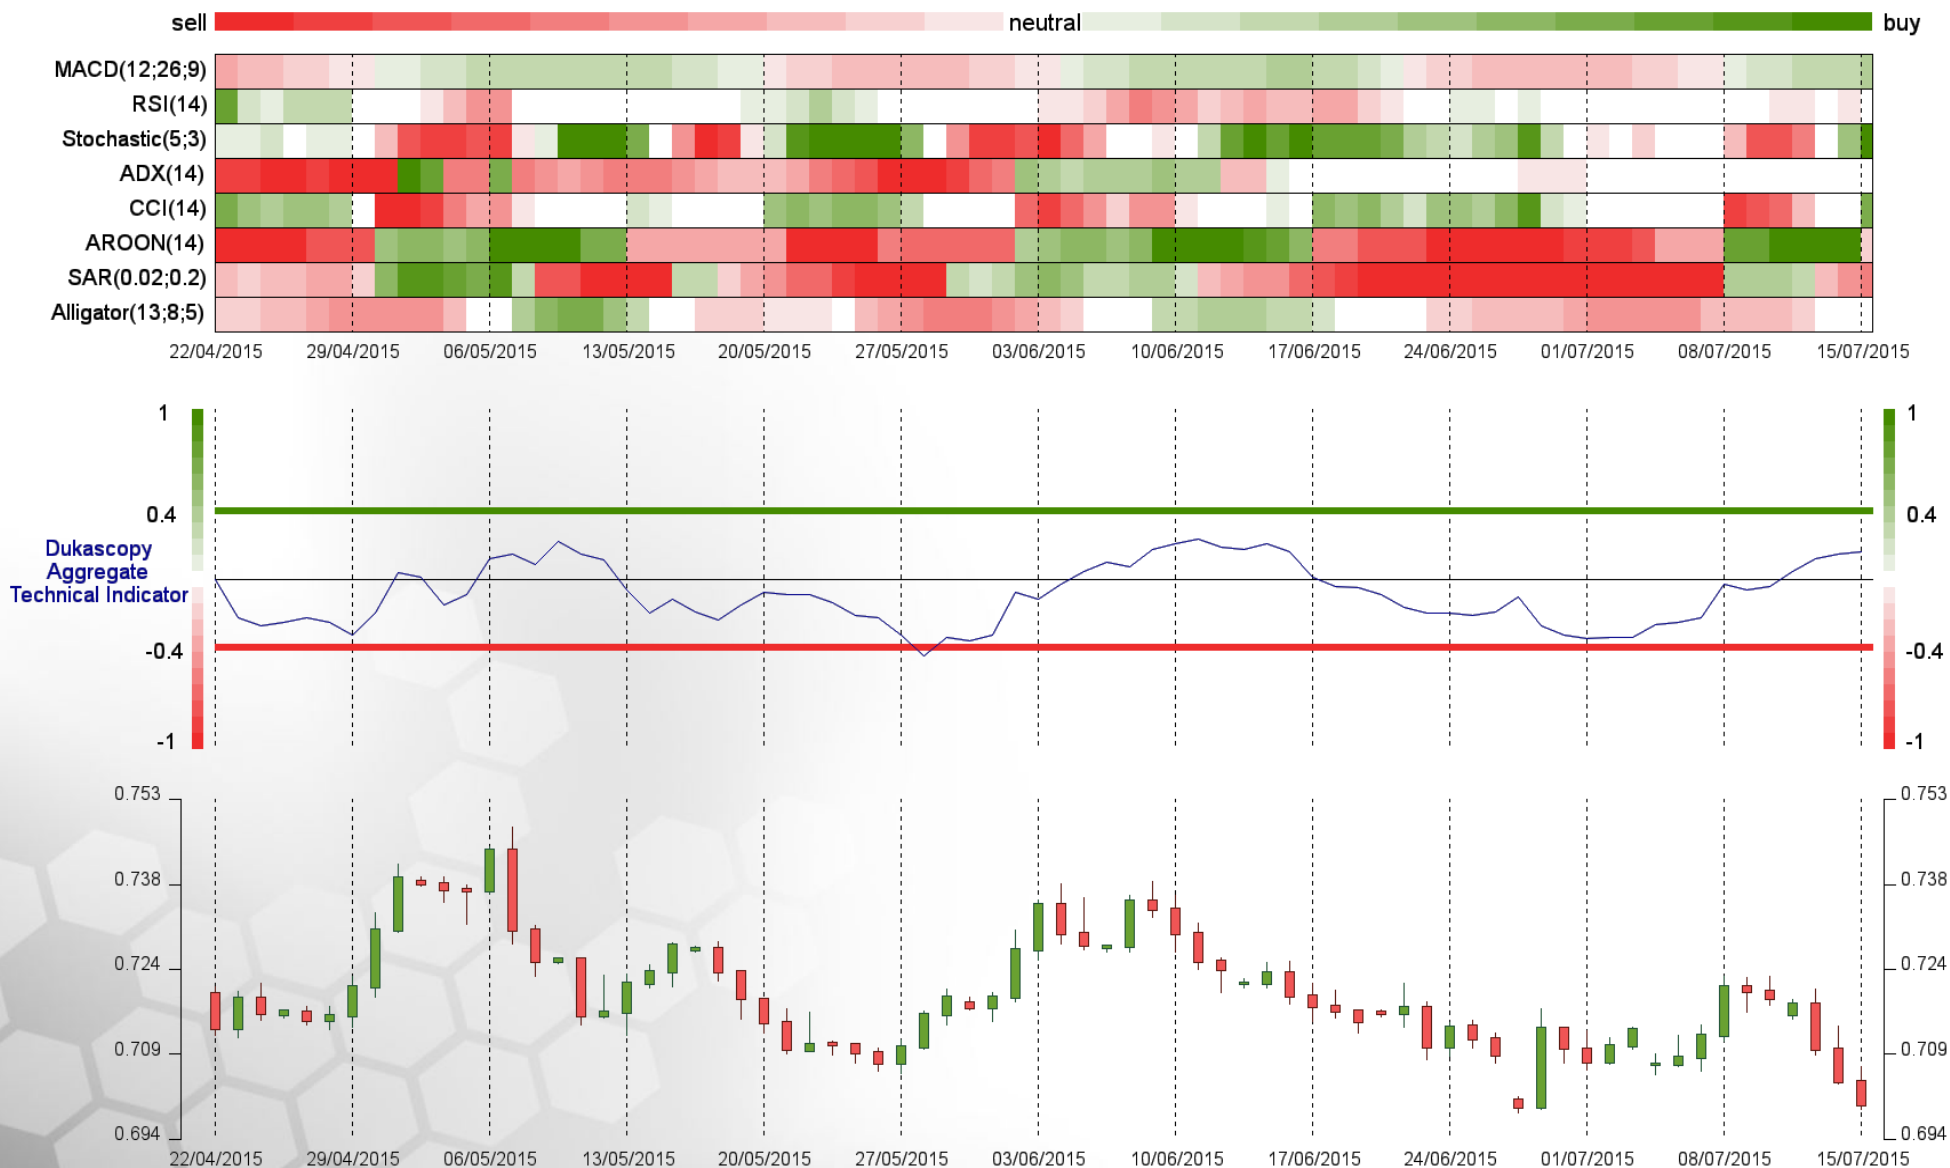 sell neutral buy
MACD(12;26;9)
RSI(14)
Stochastic(5;3)
ADX(14)
CCI(14)
AROON(14)
SAR(0.02;0.2)
Alligator(13;8;5)
22/04/2015 29/04/2015 06/05/2015 13/05/2015 20/05/2015 27/05/2015 03/06/2015 10/06/2015 17/06/2015 24/06/2015 01/07/2015 08/07/2015 15/07/2015
1 1
0.4 0.4
Dukascopy
Aggregate
Technical Indicator
-0.4 -0.4
-1 -1
0.753 0.753
0.738 0.738
0.724 0.724
0.709 0.709
0.694 0.694
22/04/2015 29/04/2015 06/05/2015 13/05/2015 20/05/2015 27/05/2015 03/06/2015 10/06/2015 17/06/2015 24/06/2015 01/07/2015 08/07/2015 15/07/2015